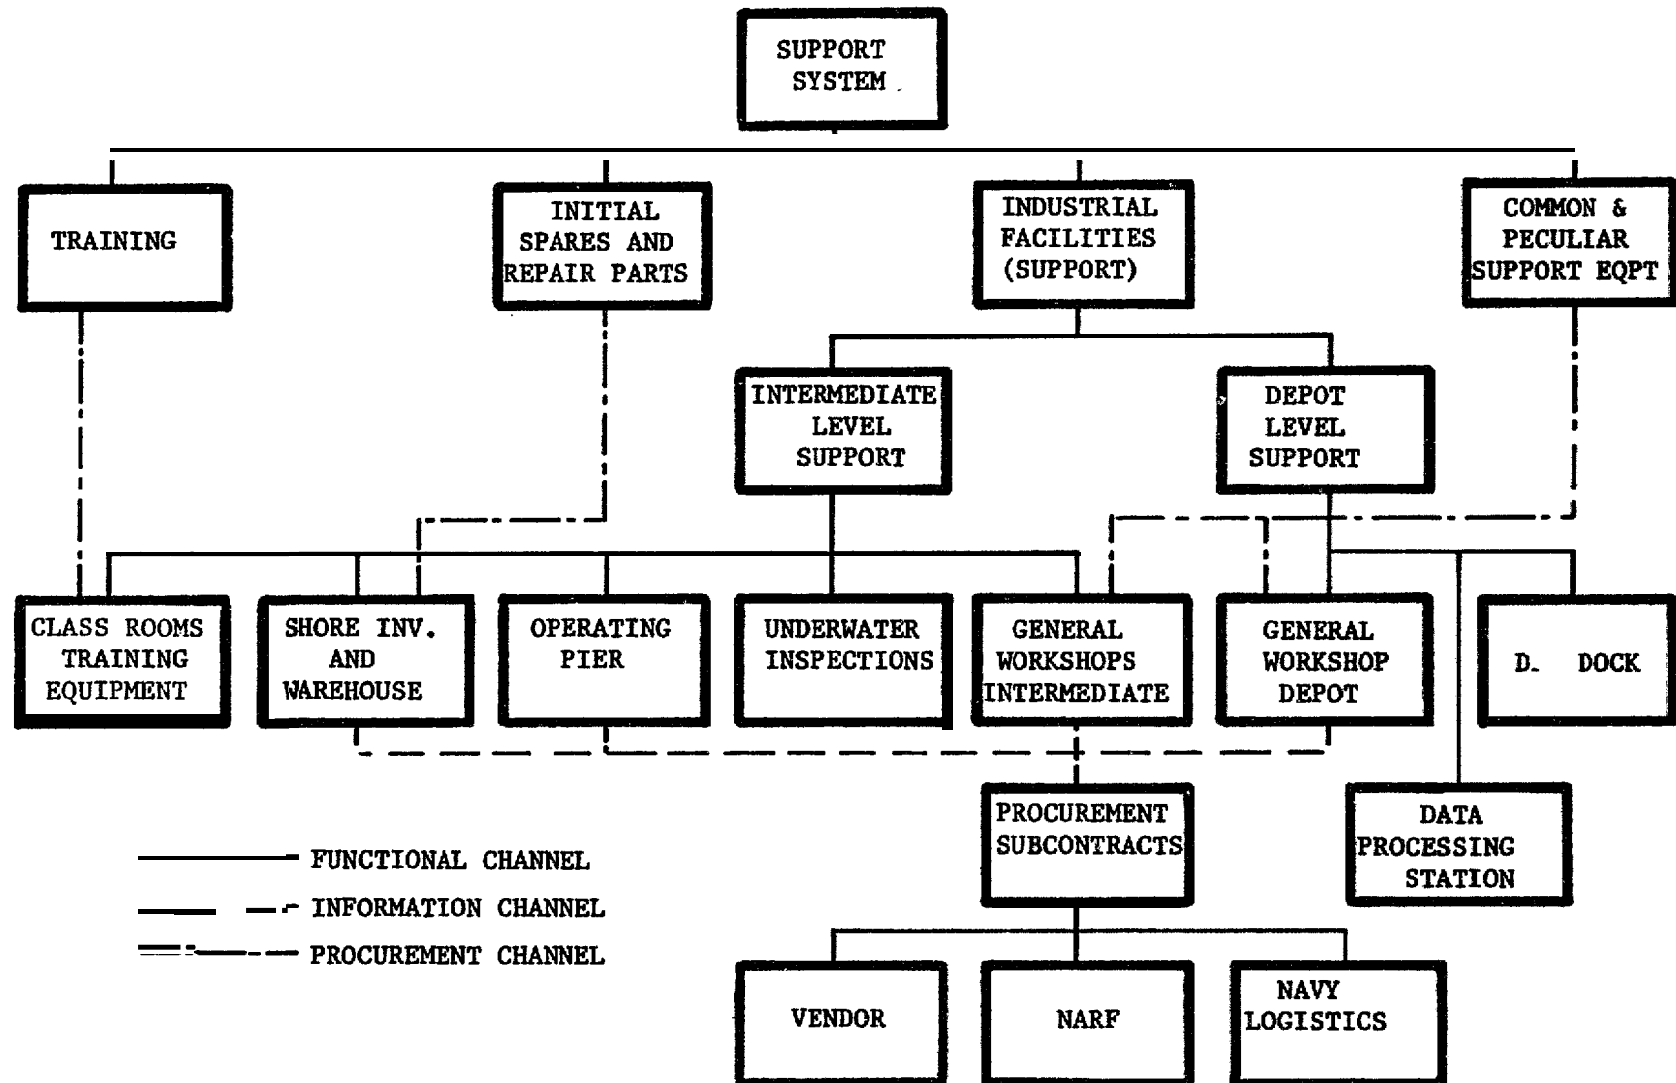 SUPPORT
SYSTEM
TRAINING
INITIAL
SPARES AND
REPAIR PARTS
INDUSTRIAL
FACILITIES
(SUPPORT)
COMMON &
PECULIAR
SUPPORT EQPT
INTERMEDIATE
LEVEL
SUPPORT
DEPOT
LEVEL
SUPPORT
CLASS ROOMS
TRAINING
EQUIPMENT
SHORE INV.
AND
WAREHOUSE
OPERATING
PIER
UNDERWATER
INSPECTIONS
GENERAL
WORKSHOPS
INTERMEDIATE
GENERAL
WORKSHOP
DEPOT
D. DOCK
PROCUREMENT
SUBCONTRACTS
DATA
PROCESSING
STATION
FUNCTIONAL CHANNEL
INFORMATION CHANNEL
PROCUREMENT CHANNEL
VENDOR
NARF
NAVY
LOGISTICS